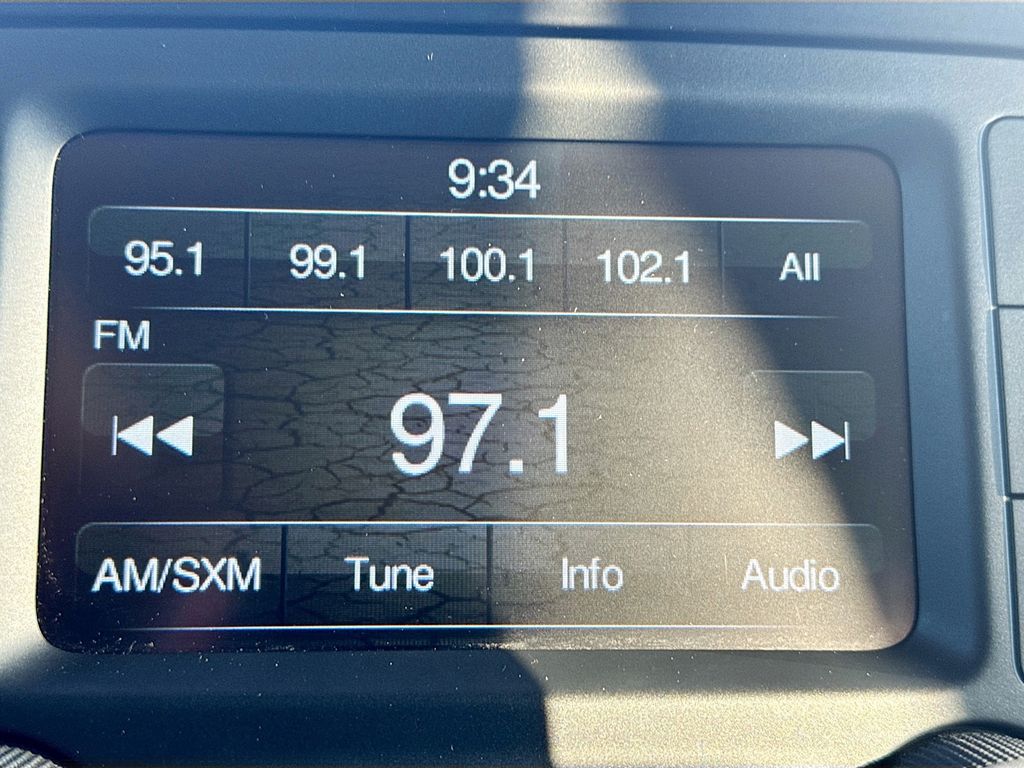 9:34
95.1 99.1 100.1 102.1 All
FM
97.1
AM/SXM Tune Info Audio